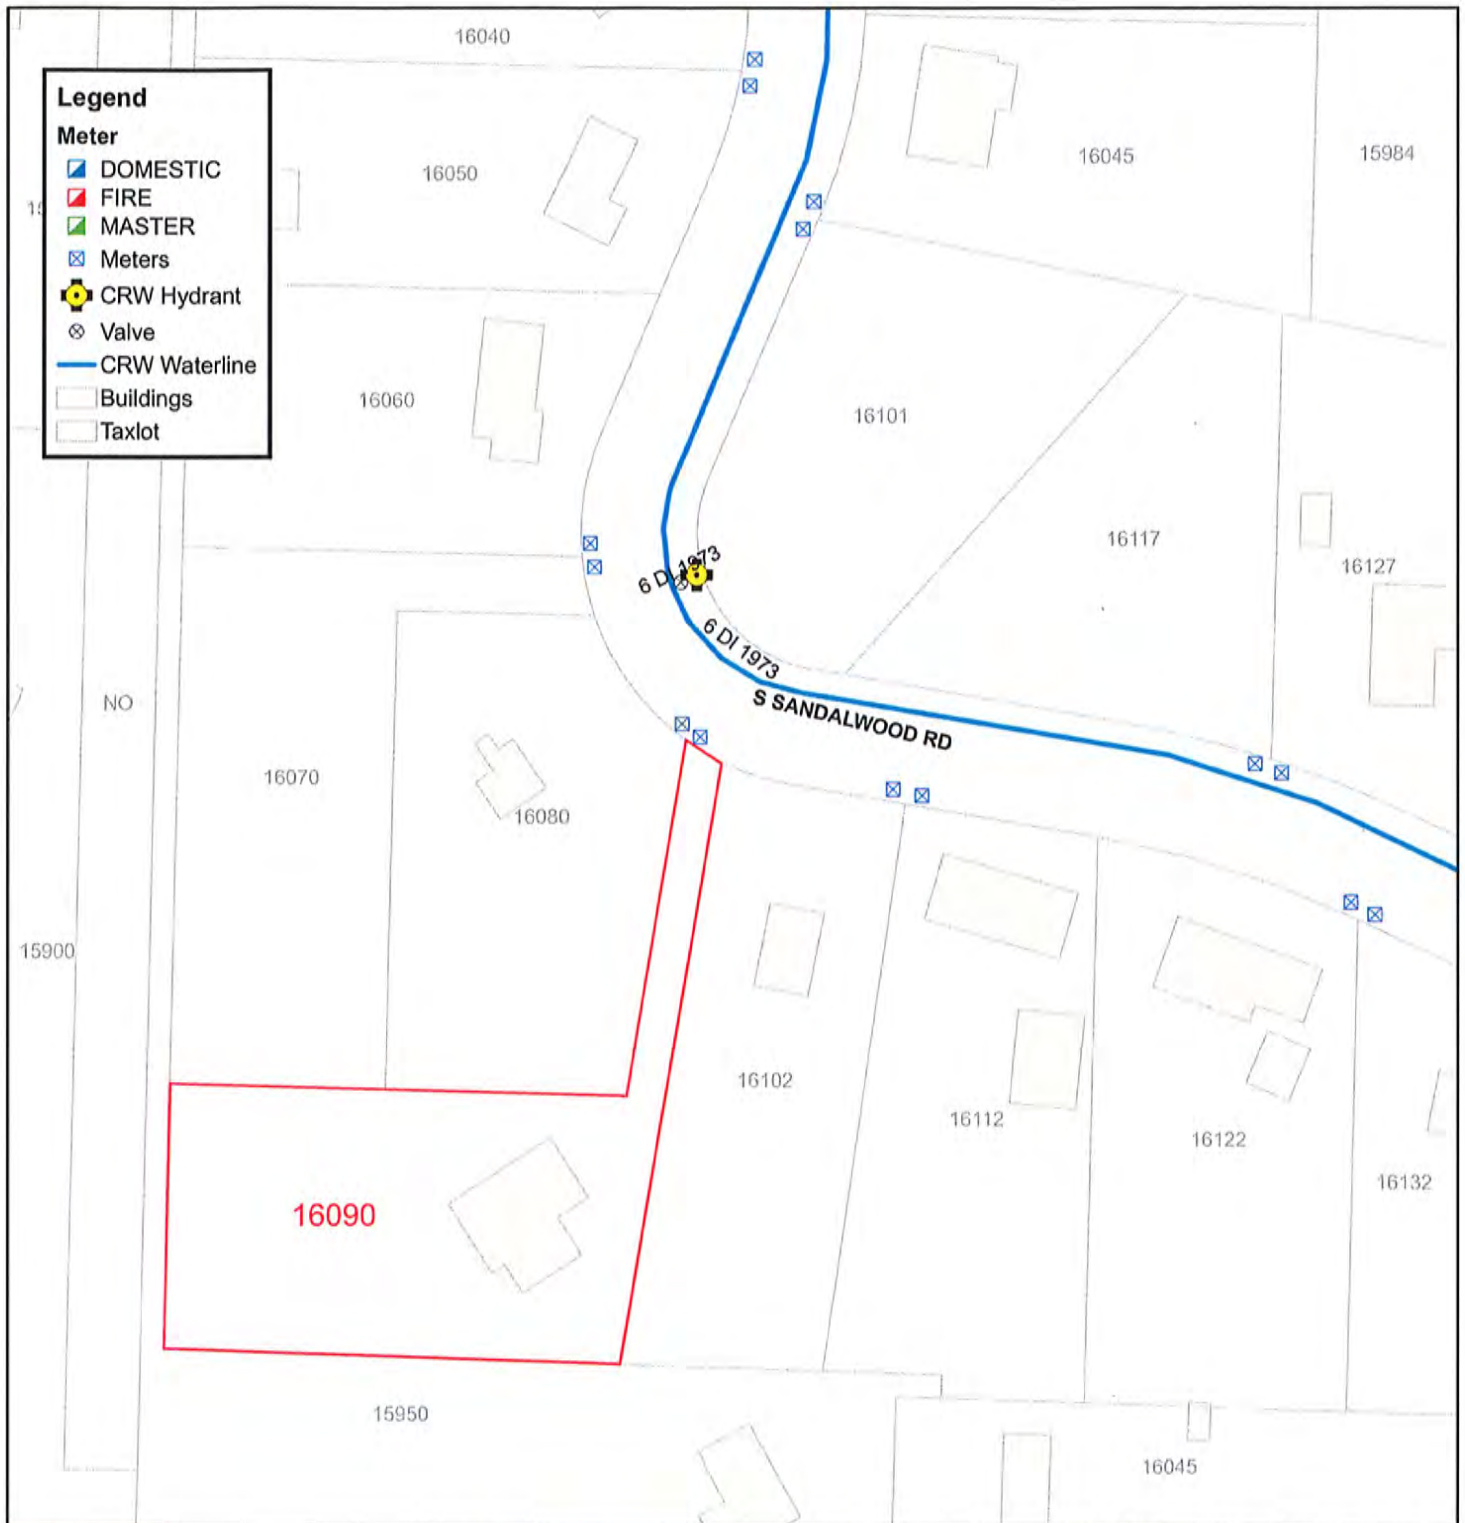 16040
Legend
Meter
DOMESTIC
FIRE
MASTER
Meters
CRW Hydrant
Valve
CRW Waterline
Buildings
Taxlot
16050
16045
15984
16060
16101
16117
16127
6 DI 1973
6 DI 1973
S SANDALWOOD RD
NO
16070
16080
15900
16102
16112
16122
16132
16090
15950
16045